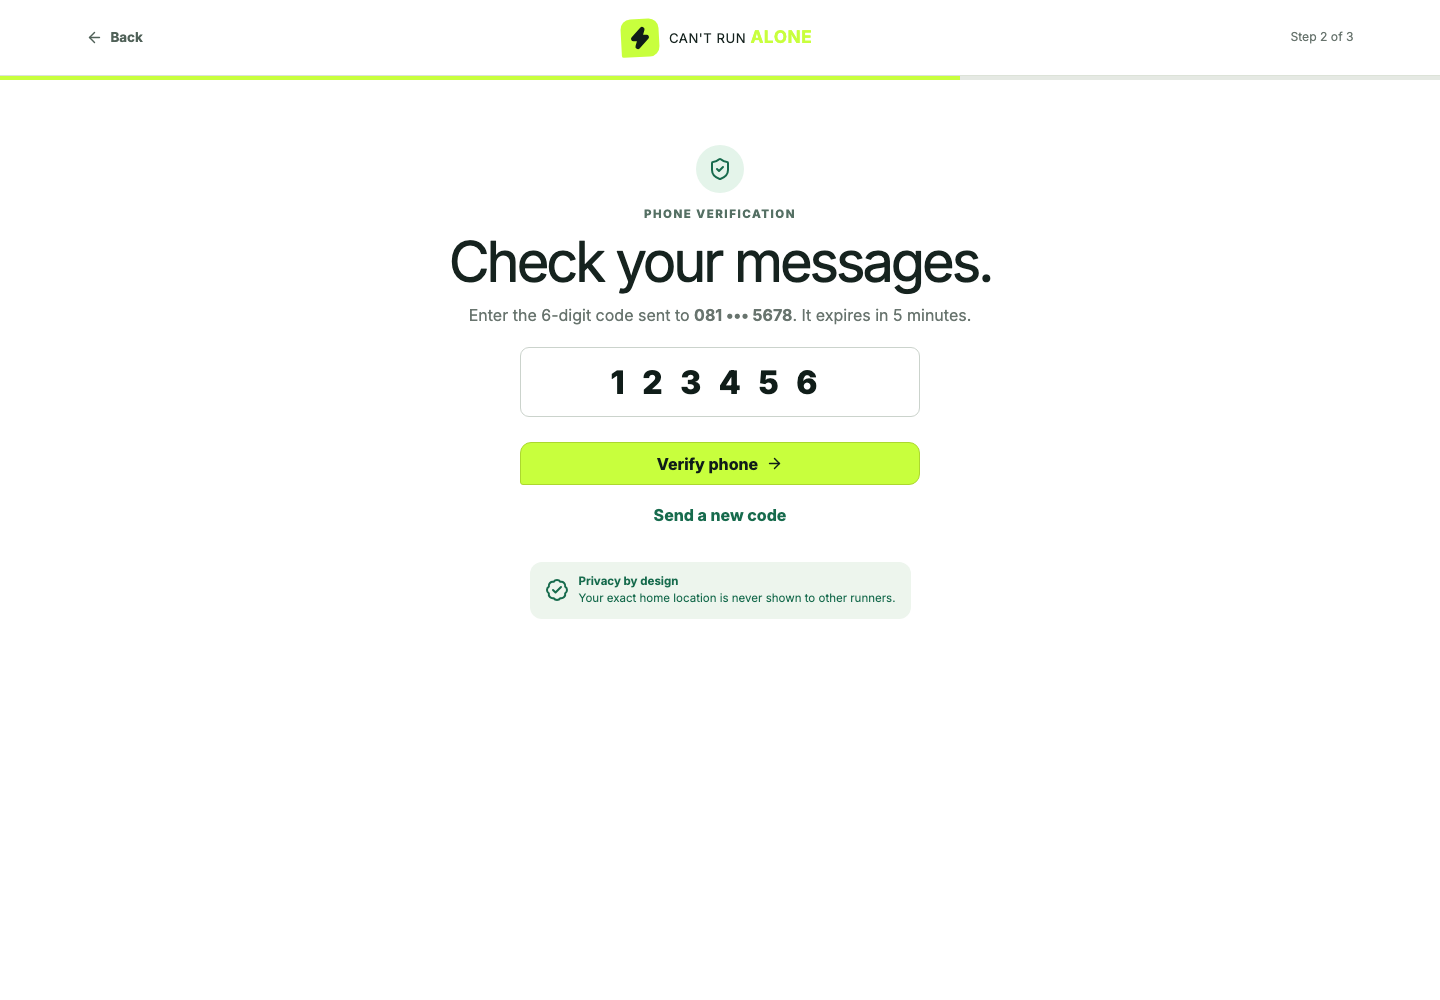 Back
CAN'T RUN ALONE
Step 2 of 3
PHONE VERIFICATION
Check your messages.
Enter the 6-digit code sent to 081 ••• 5678. It expires in 5 minutes.
1 2 3 4 5 6
Verify phone →
Send a new code
Privacy by design
Your exact home location is never shown to other runners.